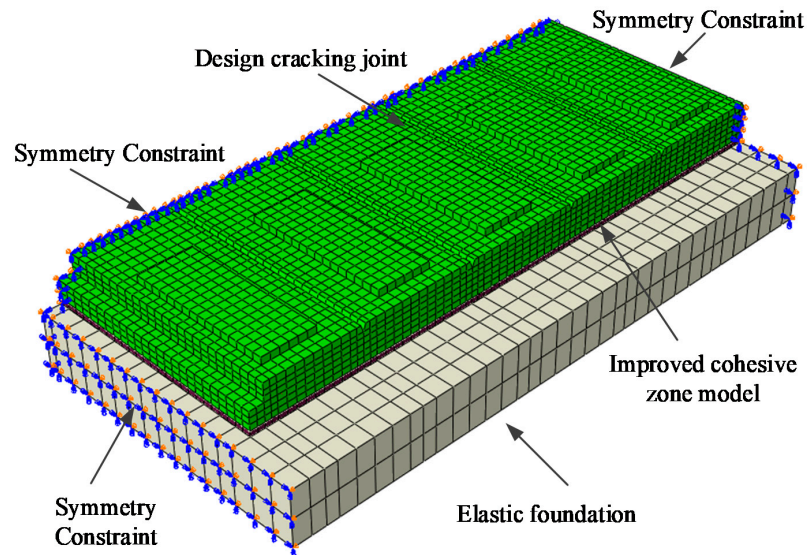 Symmetry Constraint
Design cracking joint
Symmetry Constraint
Improved cohesive
zone model
Symmetry
Constraint
Elastic foundation